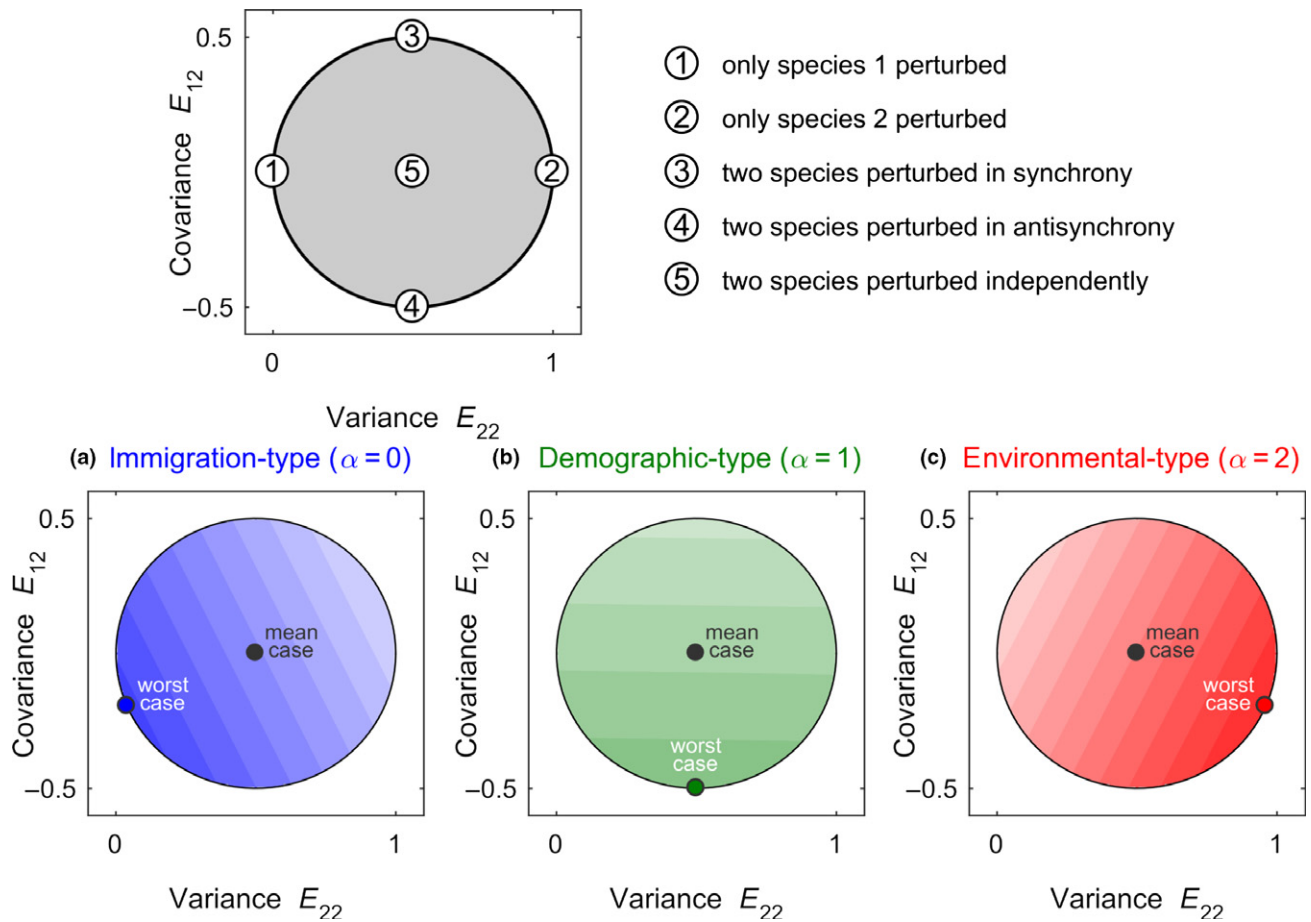 Covariance E12
0.5
−0.5
0
1
Variance E22
3
1
5
2
4
1 only species 1 perturbed
2 only species 2 perturbed
3 two species perturbed in synchrony
4 two species perturbed in antisynchrony
5 two species perturbed independently
(a) Immigration-type (α = 0)
Covariance E12
0.5
−0.5
mean
case
worst
case
0
1
Variance E22
(b) Demographic-type (α = 1)
Covariance E12
0.5
−0.5
mean
case
worst
case
0
1
Variance E22
(c) Environmental-type (α = 2)
Covariance E12
0.5
−0.5
mean
case
worst
case
0
1
Variance E22